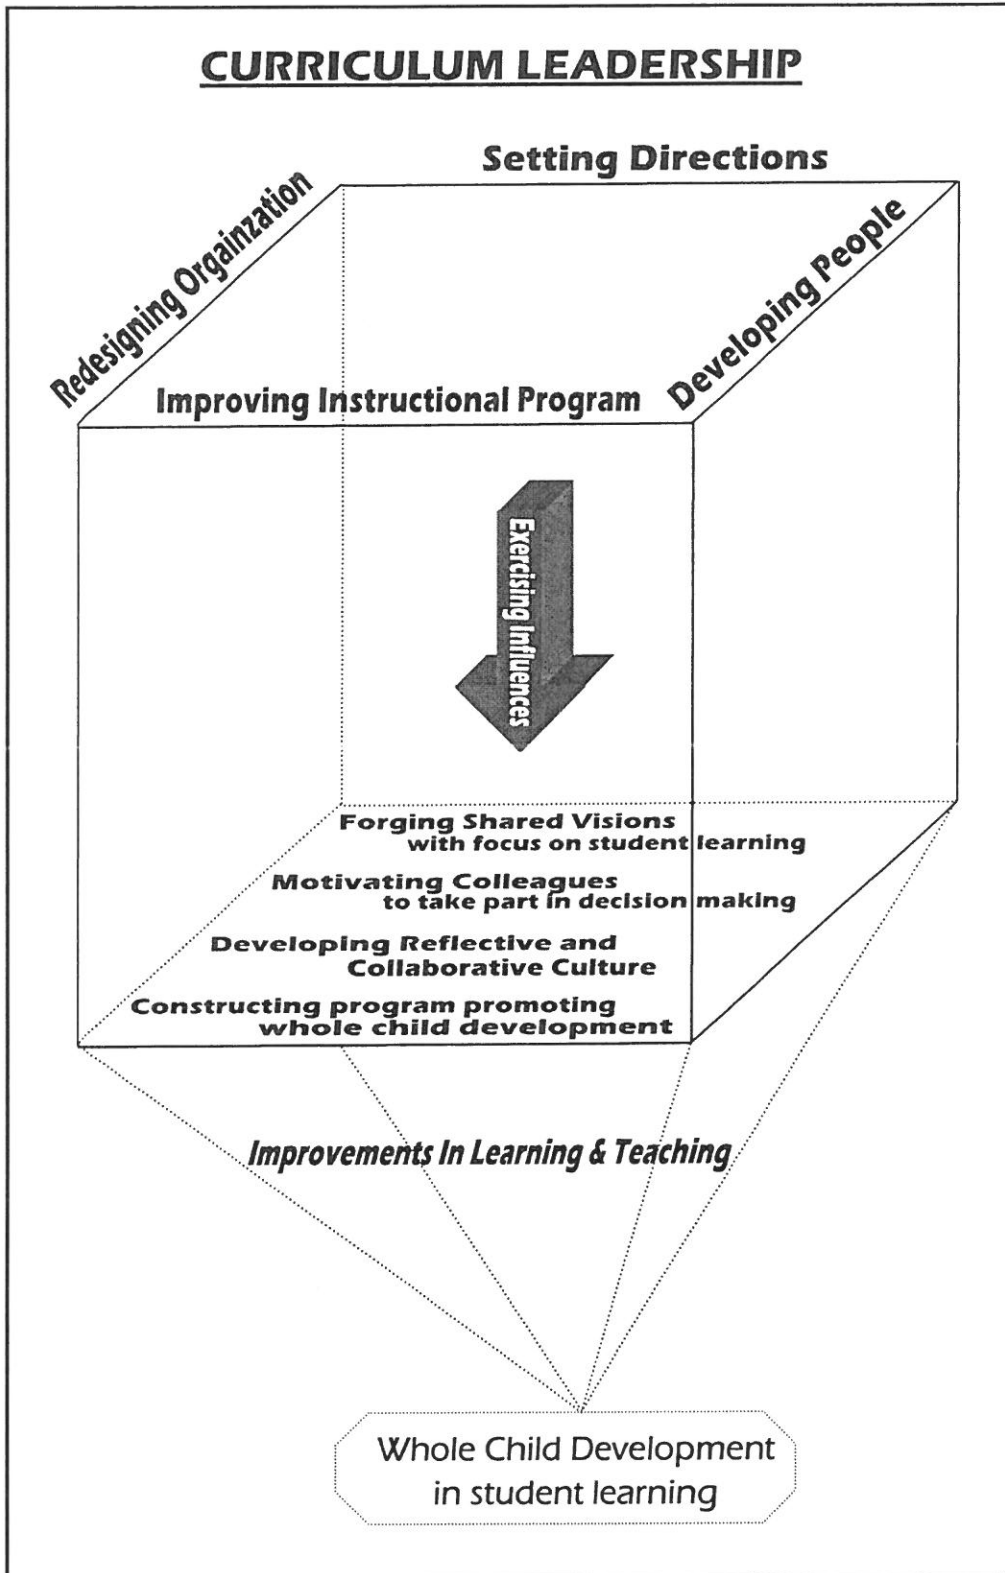 CURRICULUM LEADERSHIP
Setting Directions
Redesigning Orgainzation
Developing People
Improving Instructional Program
Exercising Influences
Forging Shared Visions
with focus on student learning
Motivating Colleagues
to take part in decision making
Developing Reflective and
Collaborative Culture
Constructing program promoting
whole child development
Improvements In Learning & Teaching
Whole Child Development
in student learning